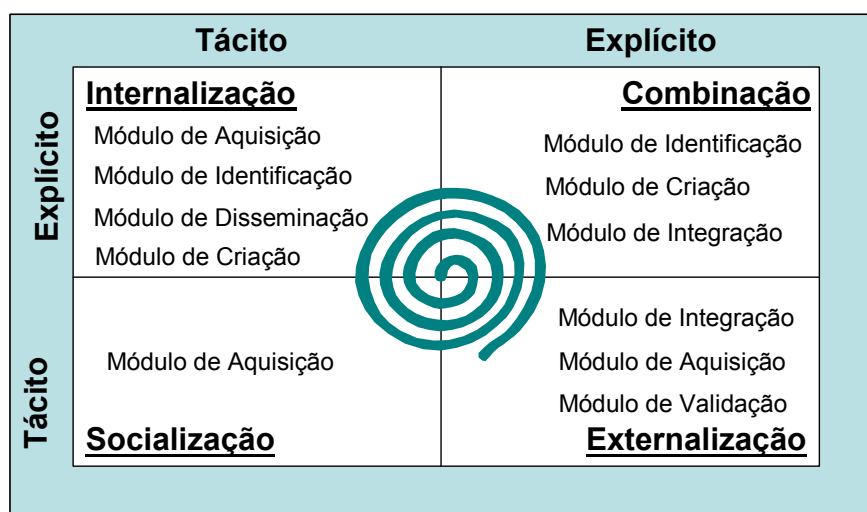 Tácito
Explícito
Explícito
Internalização
Módulo de Aquisição
Módulo de Identificação
Módulo de Disseminação
Módulo de Criação
Combinação
Módulo de Identificação
Módulo de Criação
Módulo de Integração
Tácito
Módulo de Aquisição
Socialização
Módulo de Integração
Módulo de Aquisição
Módulo de Validação
Externalização